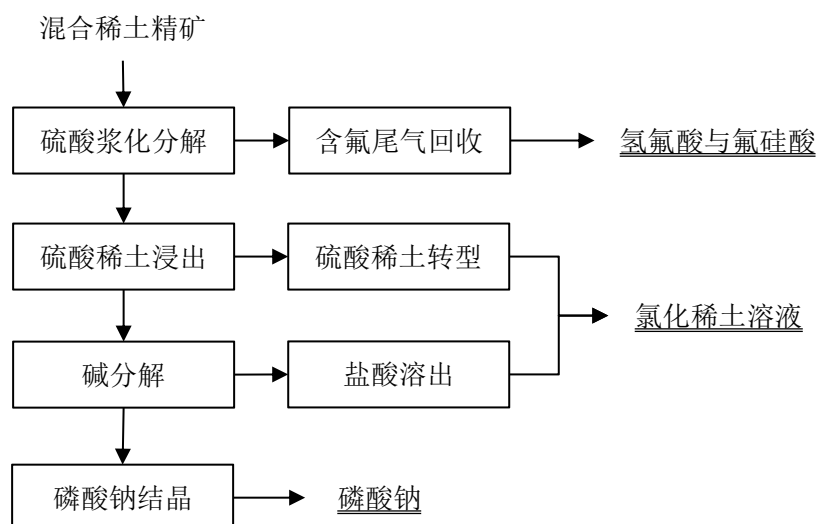 混合稀土精矿
硫酸浆化分解
含氟尾气回收
氢氟酸与氟硅酸
硫酸稀土浸出
硫酸稀土转型
氯化稀土溶液
碱分解
盐酸溶出
磷酸钠结晶
磷酸钠